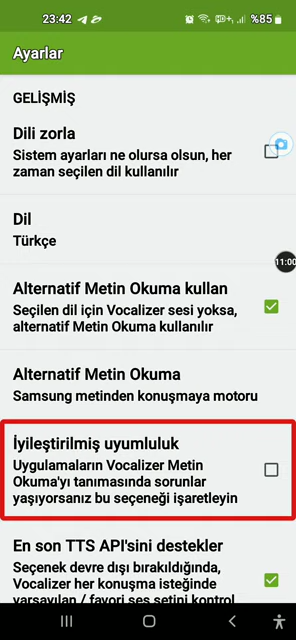 23:42
%85
Ayarlar
GELİŞMİŞ
Dili zorla
Sistem ayarları ne olursa olsun, her
zaman seçilen dil kullanılır
Dil
Türkçe
11:00
Alternatif Metin Okuma kullan
Seçilen dil için Vocalizer sesi yoksa,
alternatif Metin Okuma kullanılır
Alternatif Metin Okuma
Samsung metinden konuşmaya motoru
İyileştirilmiş uyumluluk
Uygulamaların Vocalizer Metin
Okuma'yı tanımasında sorunlar
yaşıyorsanız bu seçeneği işaretleyin
En son TTS API'sini destekler
Seçenek devre dışı bırakıldığında,
Vocalizer her konuşma isteğinde
varsayılan / favori ses setini kontrol